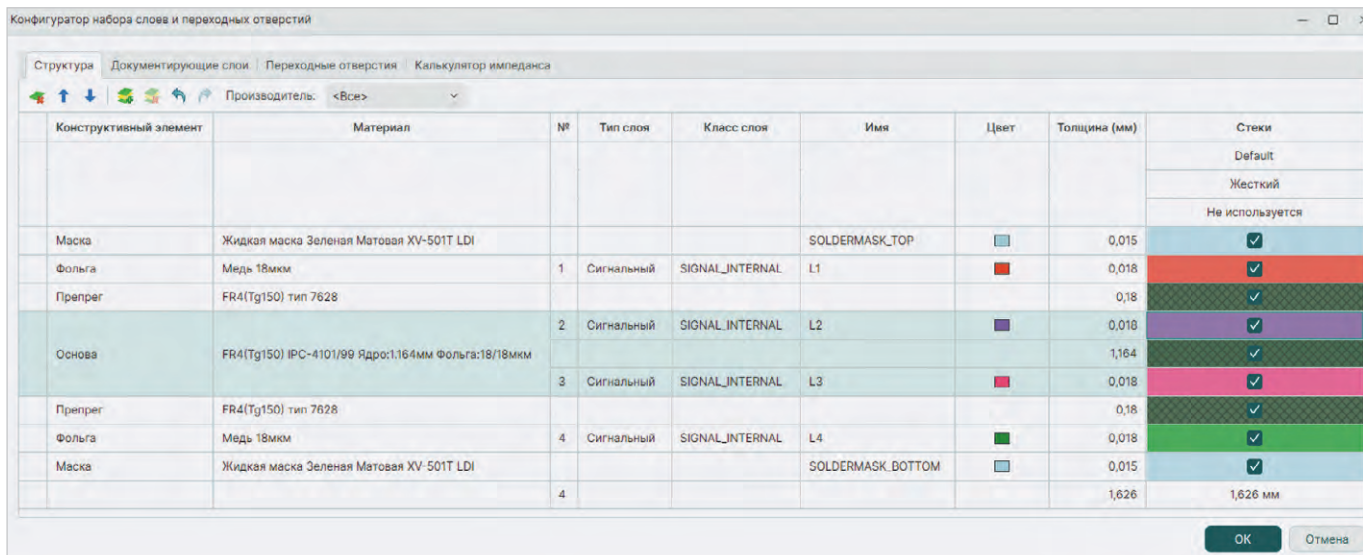 Конфигуратор набора слоев и переходных отверстий
Структура Документирующие слои Переходные отверстия Калькулятор импеданса
Производитель: <Все>
Конструктивный элемент Материал № Тип слоя Класс слоя Имя Цвет Толщина (мм) Стеки
Default
Жесткий
Не используется
Маска Жидкая маска Зеленая Матовая XV-501T LDI SOLDERMASK_TOP 0,015
Фольга Медь 18мкм 1 Сигнальный SIGNAL_INTERNAL L1 0,018
Препрег FR4(Tg150) тип 7628 0,18
2 Сигнальный SIGNAL_INTERNAL L2 0,018
Основа FR4(Tg150) IPC-4101/99 Ядро:1.164мм Фольга:18/18мкм 1,164
3 Сигнальный SIGNAL_INTERNAL L3 0,018
Препрег FR4(Tg150) тип 7628 0,18
Фольга Медь 18мкм 4 Сигнальный SIGNAL_INTERNAL L4 0,018
Маска Жидкая маска Зеленая Матовая XV-501T LDI SOLDERMASK_BOTTOM 0,015
4 1,626 1,626 мм
OK Отмена